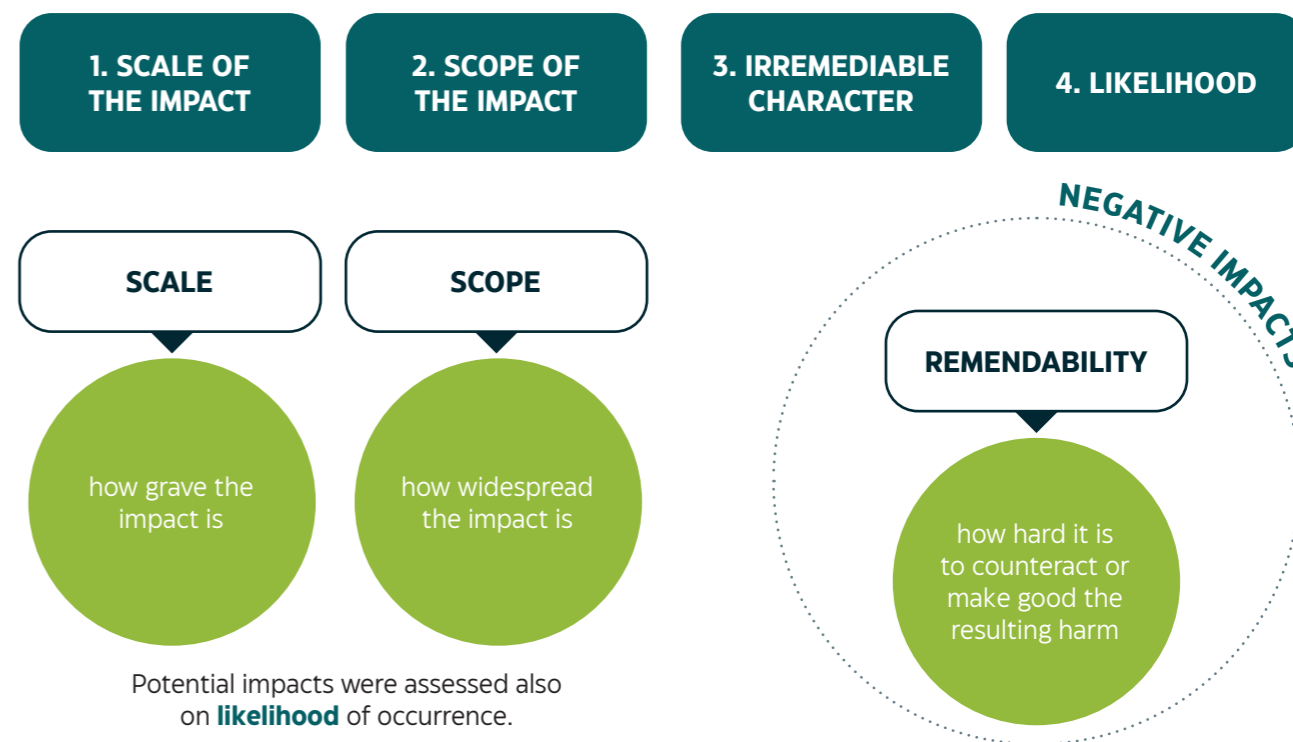 1. SCALE OF
THE IMPACT
2. SCOPE OF
THE IMPACT
3. IRREMEDIABLE
CHARACTER
4. LIKELIHOOD
NEGATIVE IMPACTS
SCALE
SCOPE
REMENDABILITY
how grave the
impact is
how widespread
the impact is
how hard it is
to counteract or
make good the
resulting harm
Potential impacts were assessed also
on likelihood of occurrence.